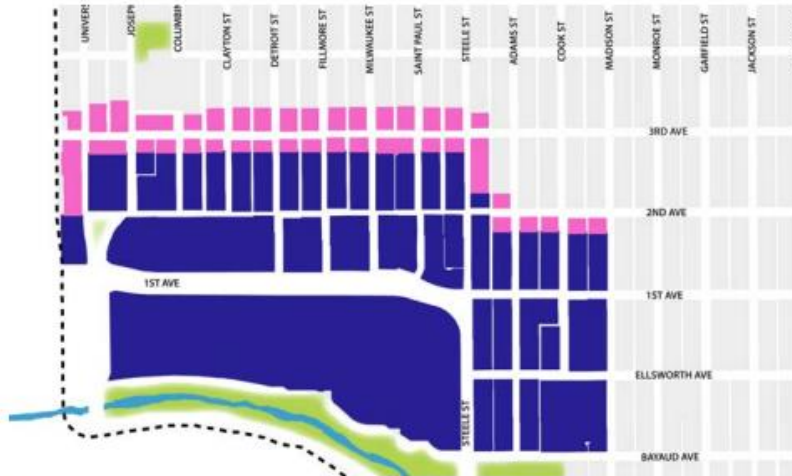 UNIVERS
JOSEPH
COLUMBIN
CLAYTON ST
DETROIT ST
FILLMORE ST
MILWAUKEE ST
SAINT PAUL ST
STEELE ST
ADAMS ST
COOK ST
MADISON ST
MONROE ST
GARFIELD ST
JACKSON ST
3RD AVE
2ND AVE
1ST AVE
1ST AVE
ELLSWORTH AVE
STEELE ST
BAYAUD AVE